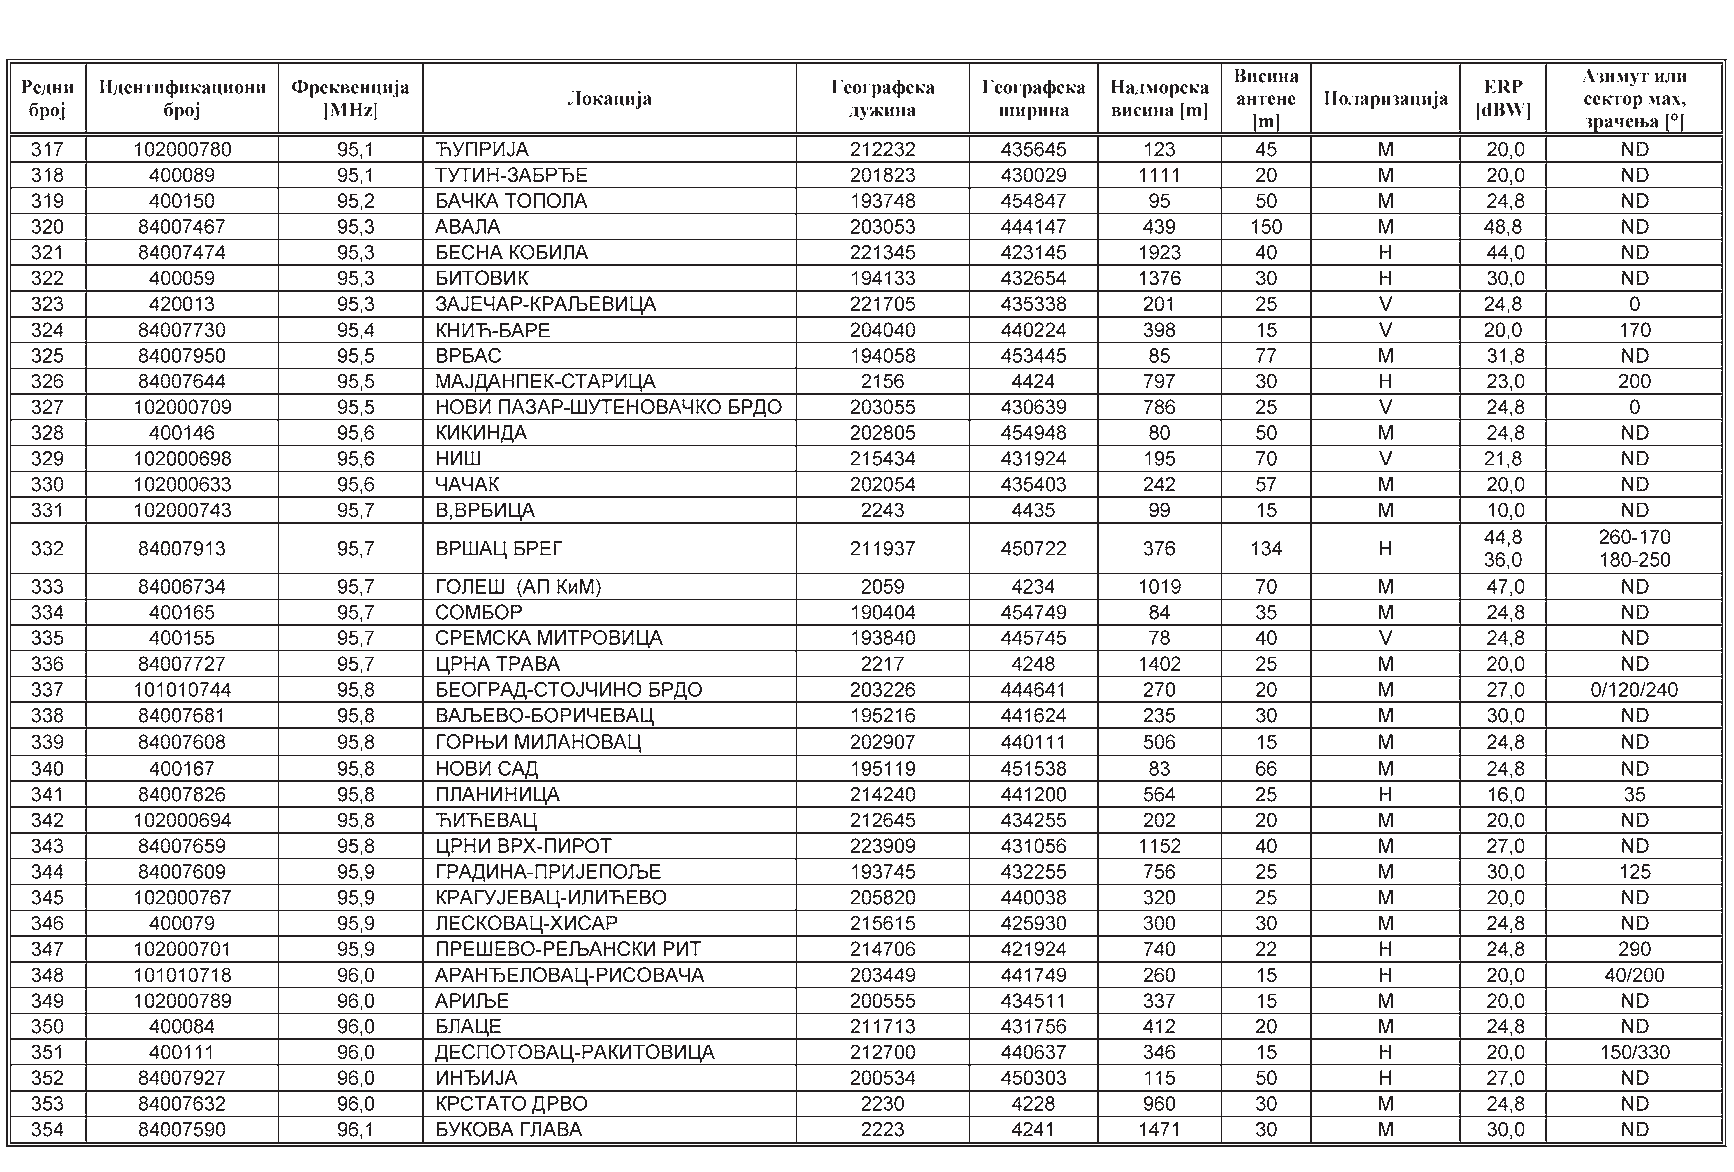 Редни број | Идентификациони број | Фреквенција [MHz] | Локација | Географска дужина | Географска ширина | Надморска висина [m] | Висина антене [m] | Поларизација | ERP [dBW] | Азимут или сектор мах, зрачења [°]
317 102000780 95,1 ЋУПРИЈА 212232 435645 123 45 M 20,0 ND
318 400089 95,1 ТУТИН-ЗАБРЂЕ 201823 430029 1111 20 M 20,0 ND
319 400150 95,2 БАЧКА ТОПОЛА 193748 454847 95 50 M 24,8 ND
320 84007467 95,3 АВАЛА 203053 444147 439 150 M 48,8 ND
321 84007474 95,3 БЕСНА КОБИЛА 221345 423145 1923 40 H 44,0 ND
322 400059 95,3 БИТОВИК 194133 432654 1376 30 H 30,0 ND
323 420013 95,3 ЗАЈЕЧАР-КРАЉЕВИЦА 221705 435338 201 25 V 24,8 0
324 84007730 95,4 КНИЋ-БАРЕ 204040 440224 398 15 V 20,0 170
325 84007950 95,5 ВРБАС 194058 453445 85 77 M 31,8 ND
326 84007644 95,5 МАЈДАНПЕК-СТАРИЦА 2156 4424 797 30 H 23,0 200
327 102000709 95,5 НОВИ ПАЗАР-ШУТЕНОВАЧКО БРДО 203055 430639 786 25 V 24,8 0
328 400146 95,6 КИКИНДА 202805 454948 80 50 M 24,8 ND
329 102000698 95,6 НИШ 215434 431924 195 70 V 21,8 ND
330 102000633 95,6 ЧАЧАК 202054 435403 242 57 M 20,0 ND
331 102000743 95,7 В,ВРБИЦА 2243 4435 99 15 M 10,0 ND
332 84007913 95,7 ВРШАЦ БРЕГ 211937 450722 376 134 H 44,8 36,0 260-170 180-250
333 84006734 95,7 ГОЛЕШ (АП КиМ) 2059 4234 1019 70 M 47,0 ND
334 400165 95,7 СОМБОР 190404 454749 84 35 M 24,8 ND
335 400155 95,7 СРЕМСКА МИТРОВИЦА 193840 445745 78 40 V 24,8 ND
336 84007727 95,7 ЦРНА ТРАВА 2217 4248 1402 25 M 20,0 ND
337 101010744 95,8 БЕОГРАД-СТОЈЧИНО БРДО 203226 444641 270 20 M 27,0 0/120/240
338 84007681 95,8 ВАЉЕВО-БОРИЧЕВАЦ 195216 441624 235 30 M 30,0 ND
339 84007608 95,8 ГОРЊИ МИЛАНОВАЦ 202907 440111 506 15 M 24,8 ND
340 400167 95,8 НОВИ САД 195119 451538 83 66 M 24,8 ND
341 84007826 95,8 ПЛАНИНИЦА 214240 441200 564 25 H 16,0 35
342 102000694 95,8 ЋИЋЕВАЦ 212645 434255 202 20 M 20,0 ND
343 84007659 95,8 ЦРНИ ВРХ-ПИРОТ 223909 431056 1152 40 M 27,0 ND
344 84007609 95,9 ГРАДИНА-ПРИЈЕПОЉЕ 193745 432255 756 25 M 30,0 125
345 102000767 95,9 КРАГУЈЕВАЦ-ИЛИЋЕВО 205820 440038 320 25 M 20,0 ND
346 400079 95,9 ЛЕСКОВАЦ-ХИСАР 215615 425930 300 30 M 24,8 ND
347 102000701 95,9 ПРЕШЕВО-РЕЉАНСКИ РИТ 214706 421924 740 22 H 24,8 290
348 101010718 96,0 АРАНЂЕЛОВАЦ-РИСОВАЧА 203449 441749 260 15 H 20,0 40/200
349 102000789 96,0 АРИЉЕ 200555 434511 337 15 M 20,0 ND
350 400084 96,0 БЛАЦЕ 211713 431756 412 20 M 24,8 ND
351 400111 96,0 ДЕСПОТОВАЦ-РАКИТОВИЦА 212700 440637 346 15 H 20,0 150/330
352 84007927 96,0 ИНЂИЈА 200534 450303 115 50 H 27,0 ND
353 84007632 96,0 КРСТАТО ДРВО 2230 4228 960 30 M 24,8 ND
354 84007590 96,1 БУКОВА ГЛАВА 2223 4241 1471 30 M 30,0 ND